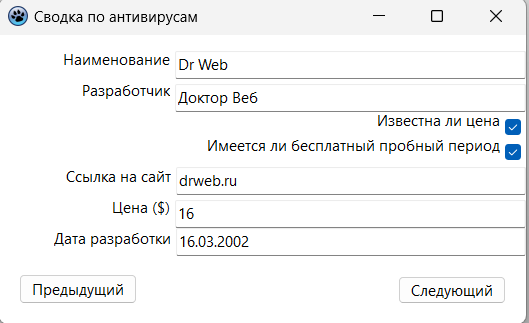 Сводка по антивирусам
Наименование Dr Web
Разработчик Доктор Веб
Известна ли цена
Имеется ли бесплатный пробный период
Ссылка на сайт drweb.ru
Цена ($) 16
Дата разработки 16.03.2002
Предыдущий Следующий